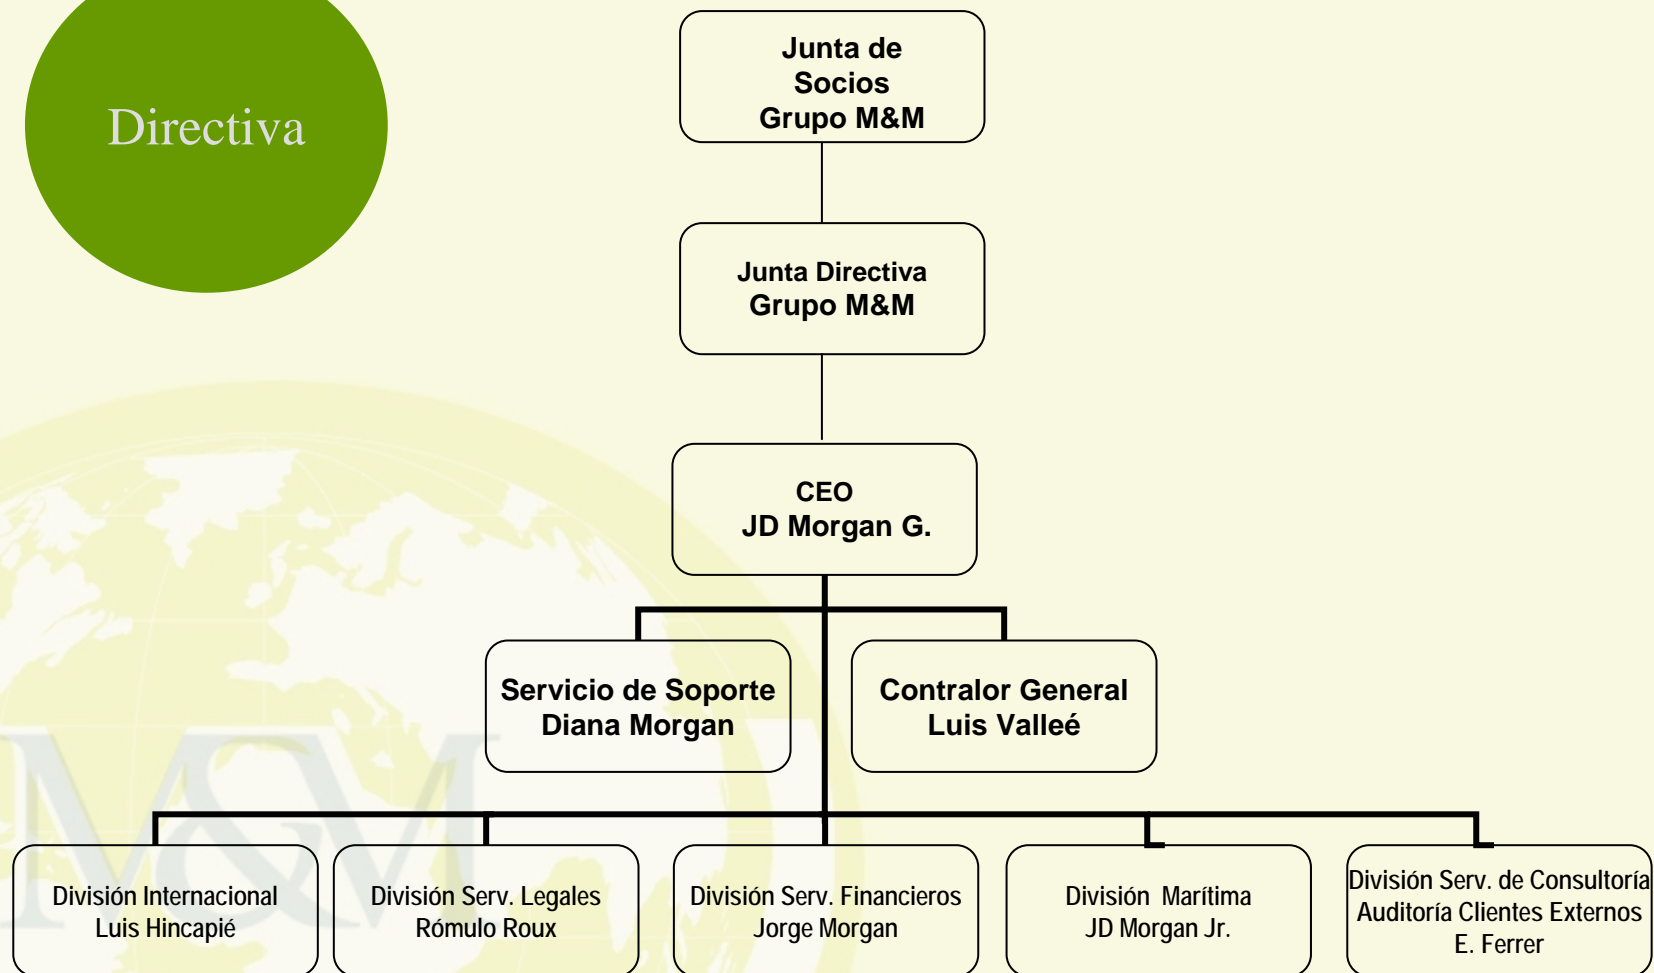 Directiva
Junta de
Socios
Grupo M&M
Junta Directiva
Grupo M&M
CEO
JD Morgan G.
Servicio de Soporte
Diana Morgan
Contralor General
Luis Valleé
División Internacional
Luis Hincapié
División Serv. Legales
Rómulo Roux
División Serv. Financieros
Jorge Morgan
División Marítima
JD Morgan Jr.
División Serv. de Consultoría
Auditoría Clientes Externos
E. Ferrer
M&M